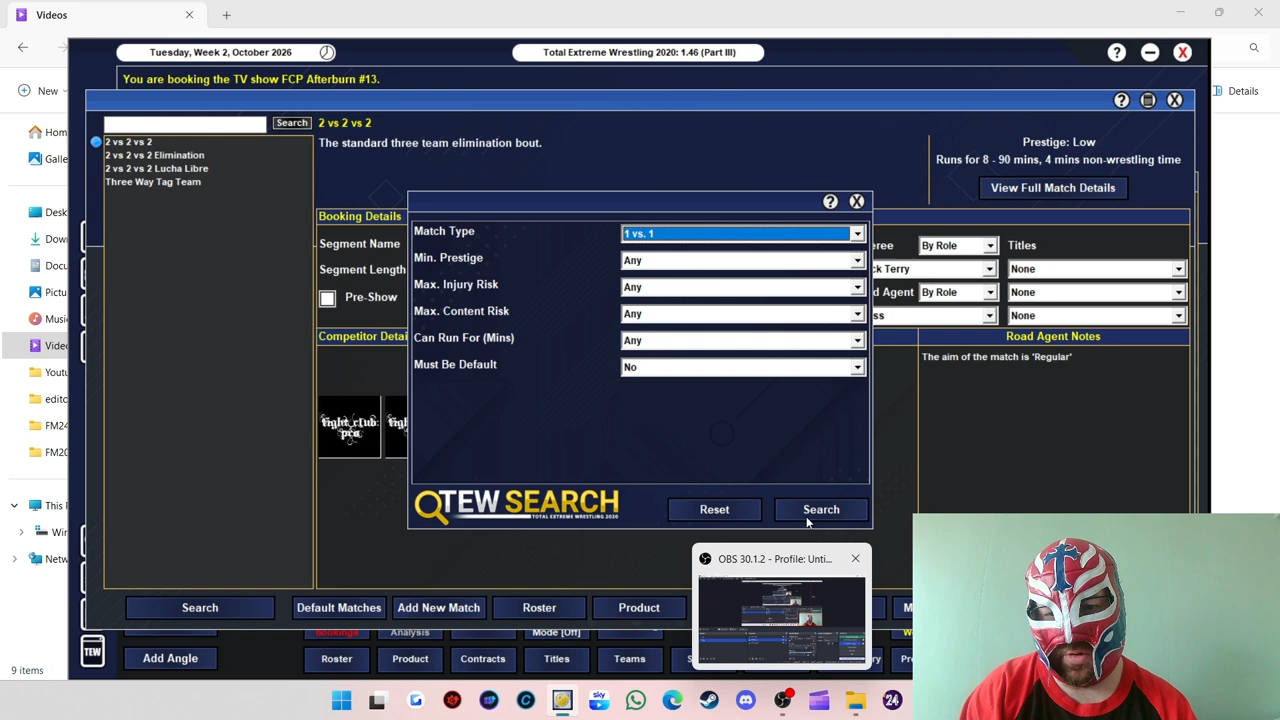 Videos
Tuesday, Week 2, October 2026
Total Extreme Wrestling 2020: 1.46 (Part III)
You are booking the TV show FCP Afterburn #13.
New
Details
Search
2 vs 2 vs 2
2 vs 2 vs 2
The standard three team elimination bout.
Prestige: Low
Runs for 8 - 90 mins, 4 mins non-wrestling time
View Full Match Details
2 vs 2 vs 2 Elimination
2 vs 2 vs 2 Lucha Libre
Three Way Tag Team
Booking Details
Segment Name
Segment Length
Pre-Show
By Role
Titles
None
By Role
None
None
Competitor
Road Agent Notes
The aim of the match is 'Regular'
Match Type
1 vs. 1
Min. Prestige
Any
Max. Injury Risk
Any
Max. Content Risk
Any
Can Run For (Mins)
Any
Must Be Default
No
fight club
pro
TEW SEARCH
TOTAL EXTREME WRESTLING 2020
Reset
Search
OBS 30.1.2 - Profile: Unti...
Search
Default Matches
Add New Match
Roster
Product
Bookings
Analysis
Mode [Off]
TEW
Add Angle
Roster
Product
Contracts
Titles
Teams
9 items
sky
24